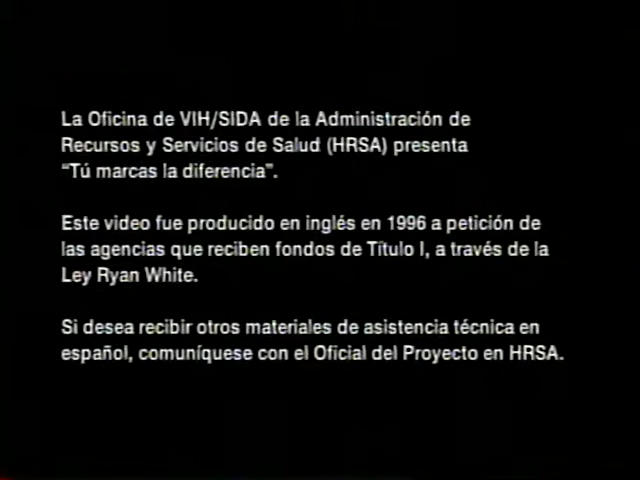 La Oficina de VIH/SIDA de la Administración de
Recursos y Servicios de Salud (HRSA) presenta
“Tú marcas la diferencia”.
Este video fue producido en inglés en 1996 a petición de
las agencias que reciben fondos de Título I, a través de la
Ley Ryan White.
Si desea recibir otros materiales de asistencia técnica en
español, comuníquese con el Oficial del Proyecto en HRSA.